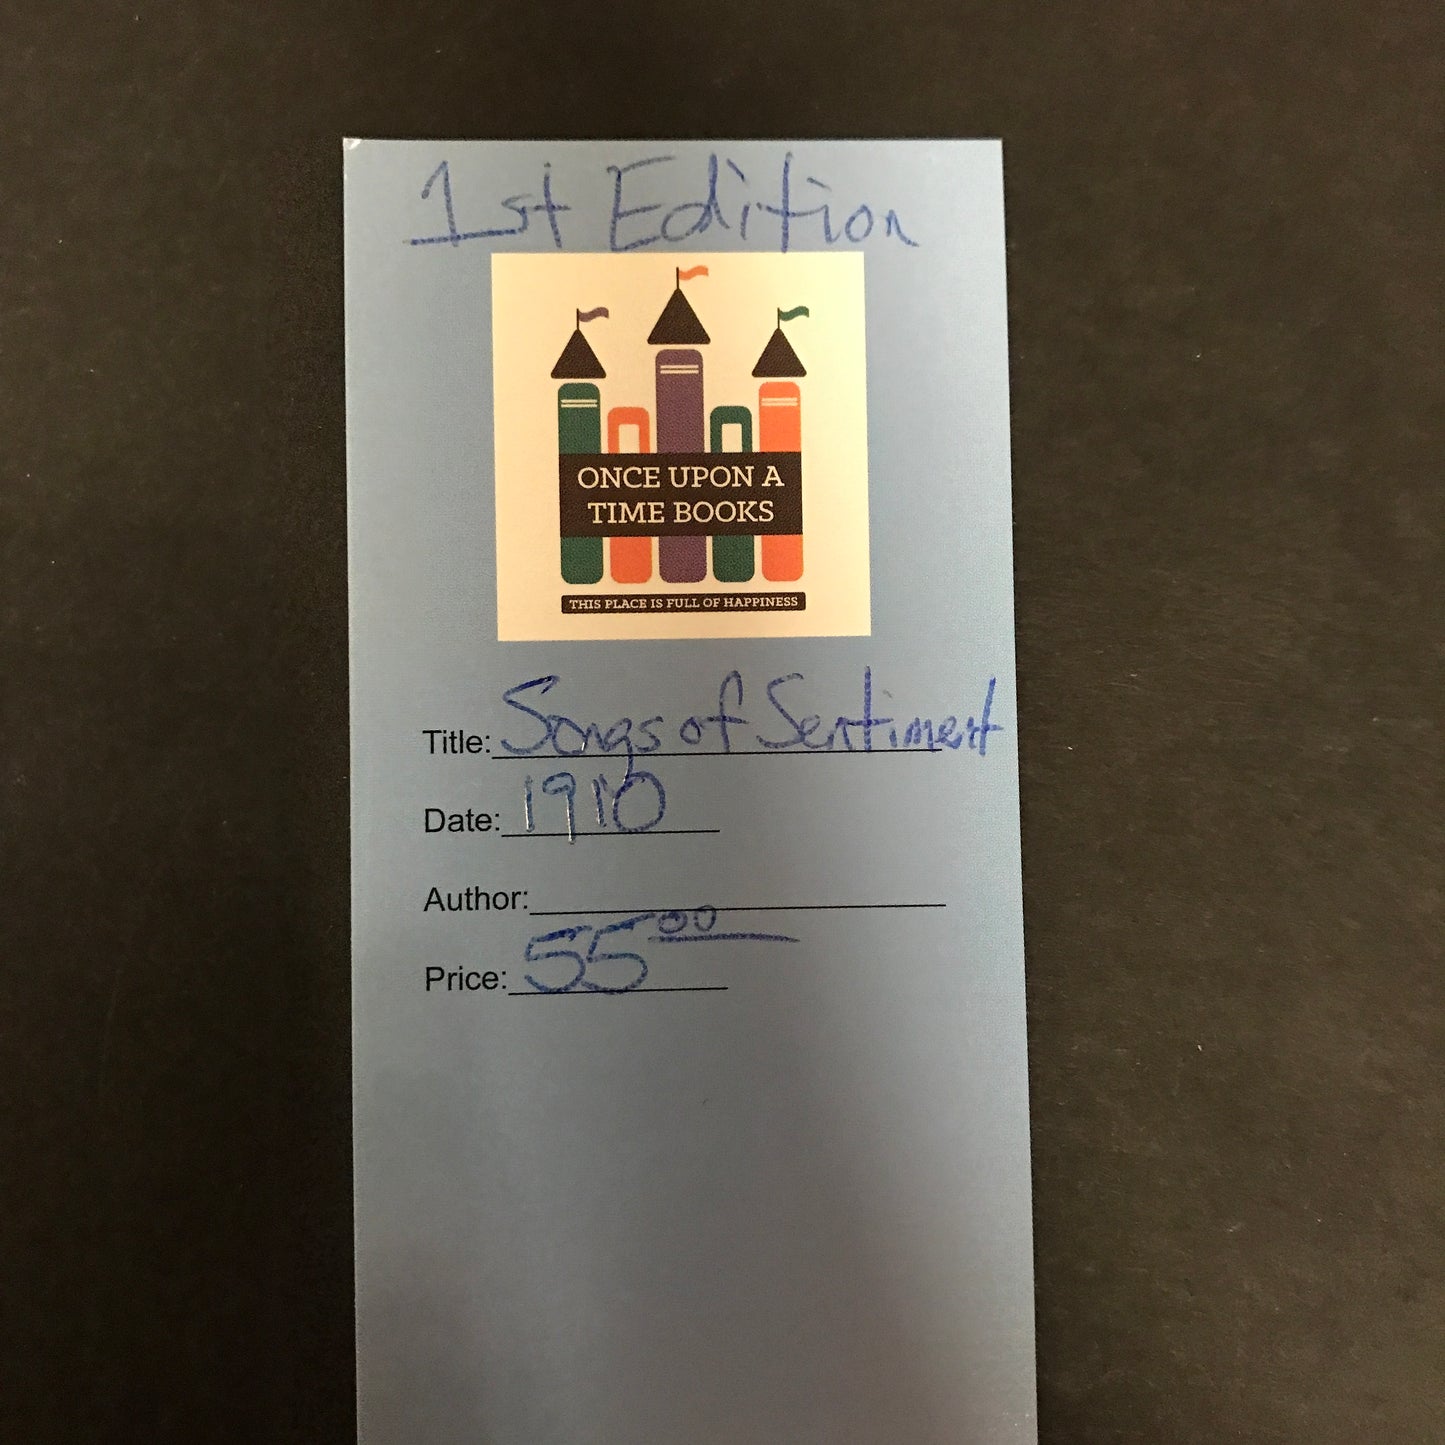 1st Edition
ONCE UPON A
TIME BOOKS
THIS PLACE IS FULL OF HAPPINESS
Title: Songs of Sentiment
Date: 1910
Author:
Price: 55 00